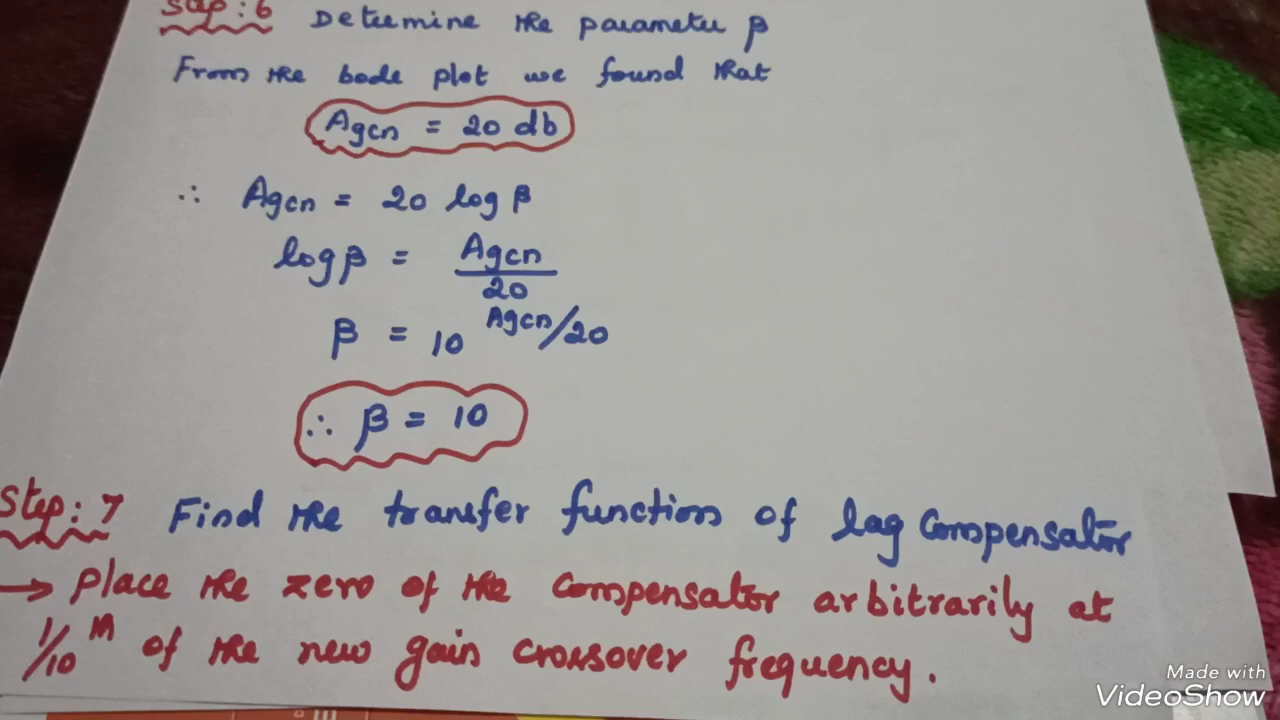 Step: 6 Determine the parameter β
From the bode plot we found that
Agcn = 20 db
∴ Agcn = 20 log β
log β = Agcn / 20
β = 10^Agcn/20
∴ β = 10
Step: 7 Find the transfer function of lag compensator
→ Place the zero of the compensator arbitrarily at
1/10 th of the new gain crossover frequency.
Made with
VideoShow